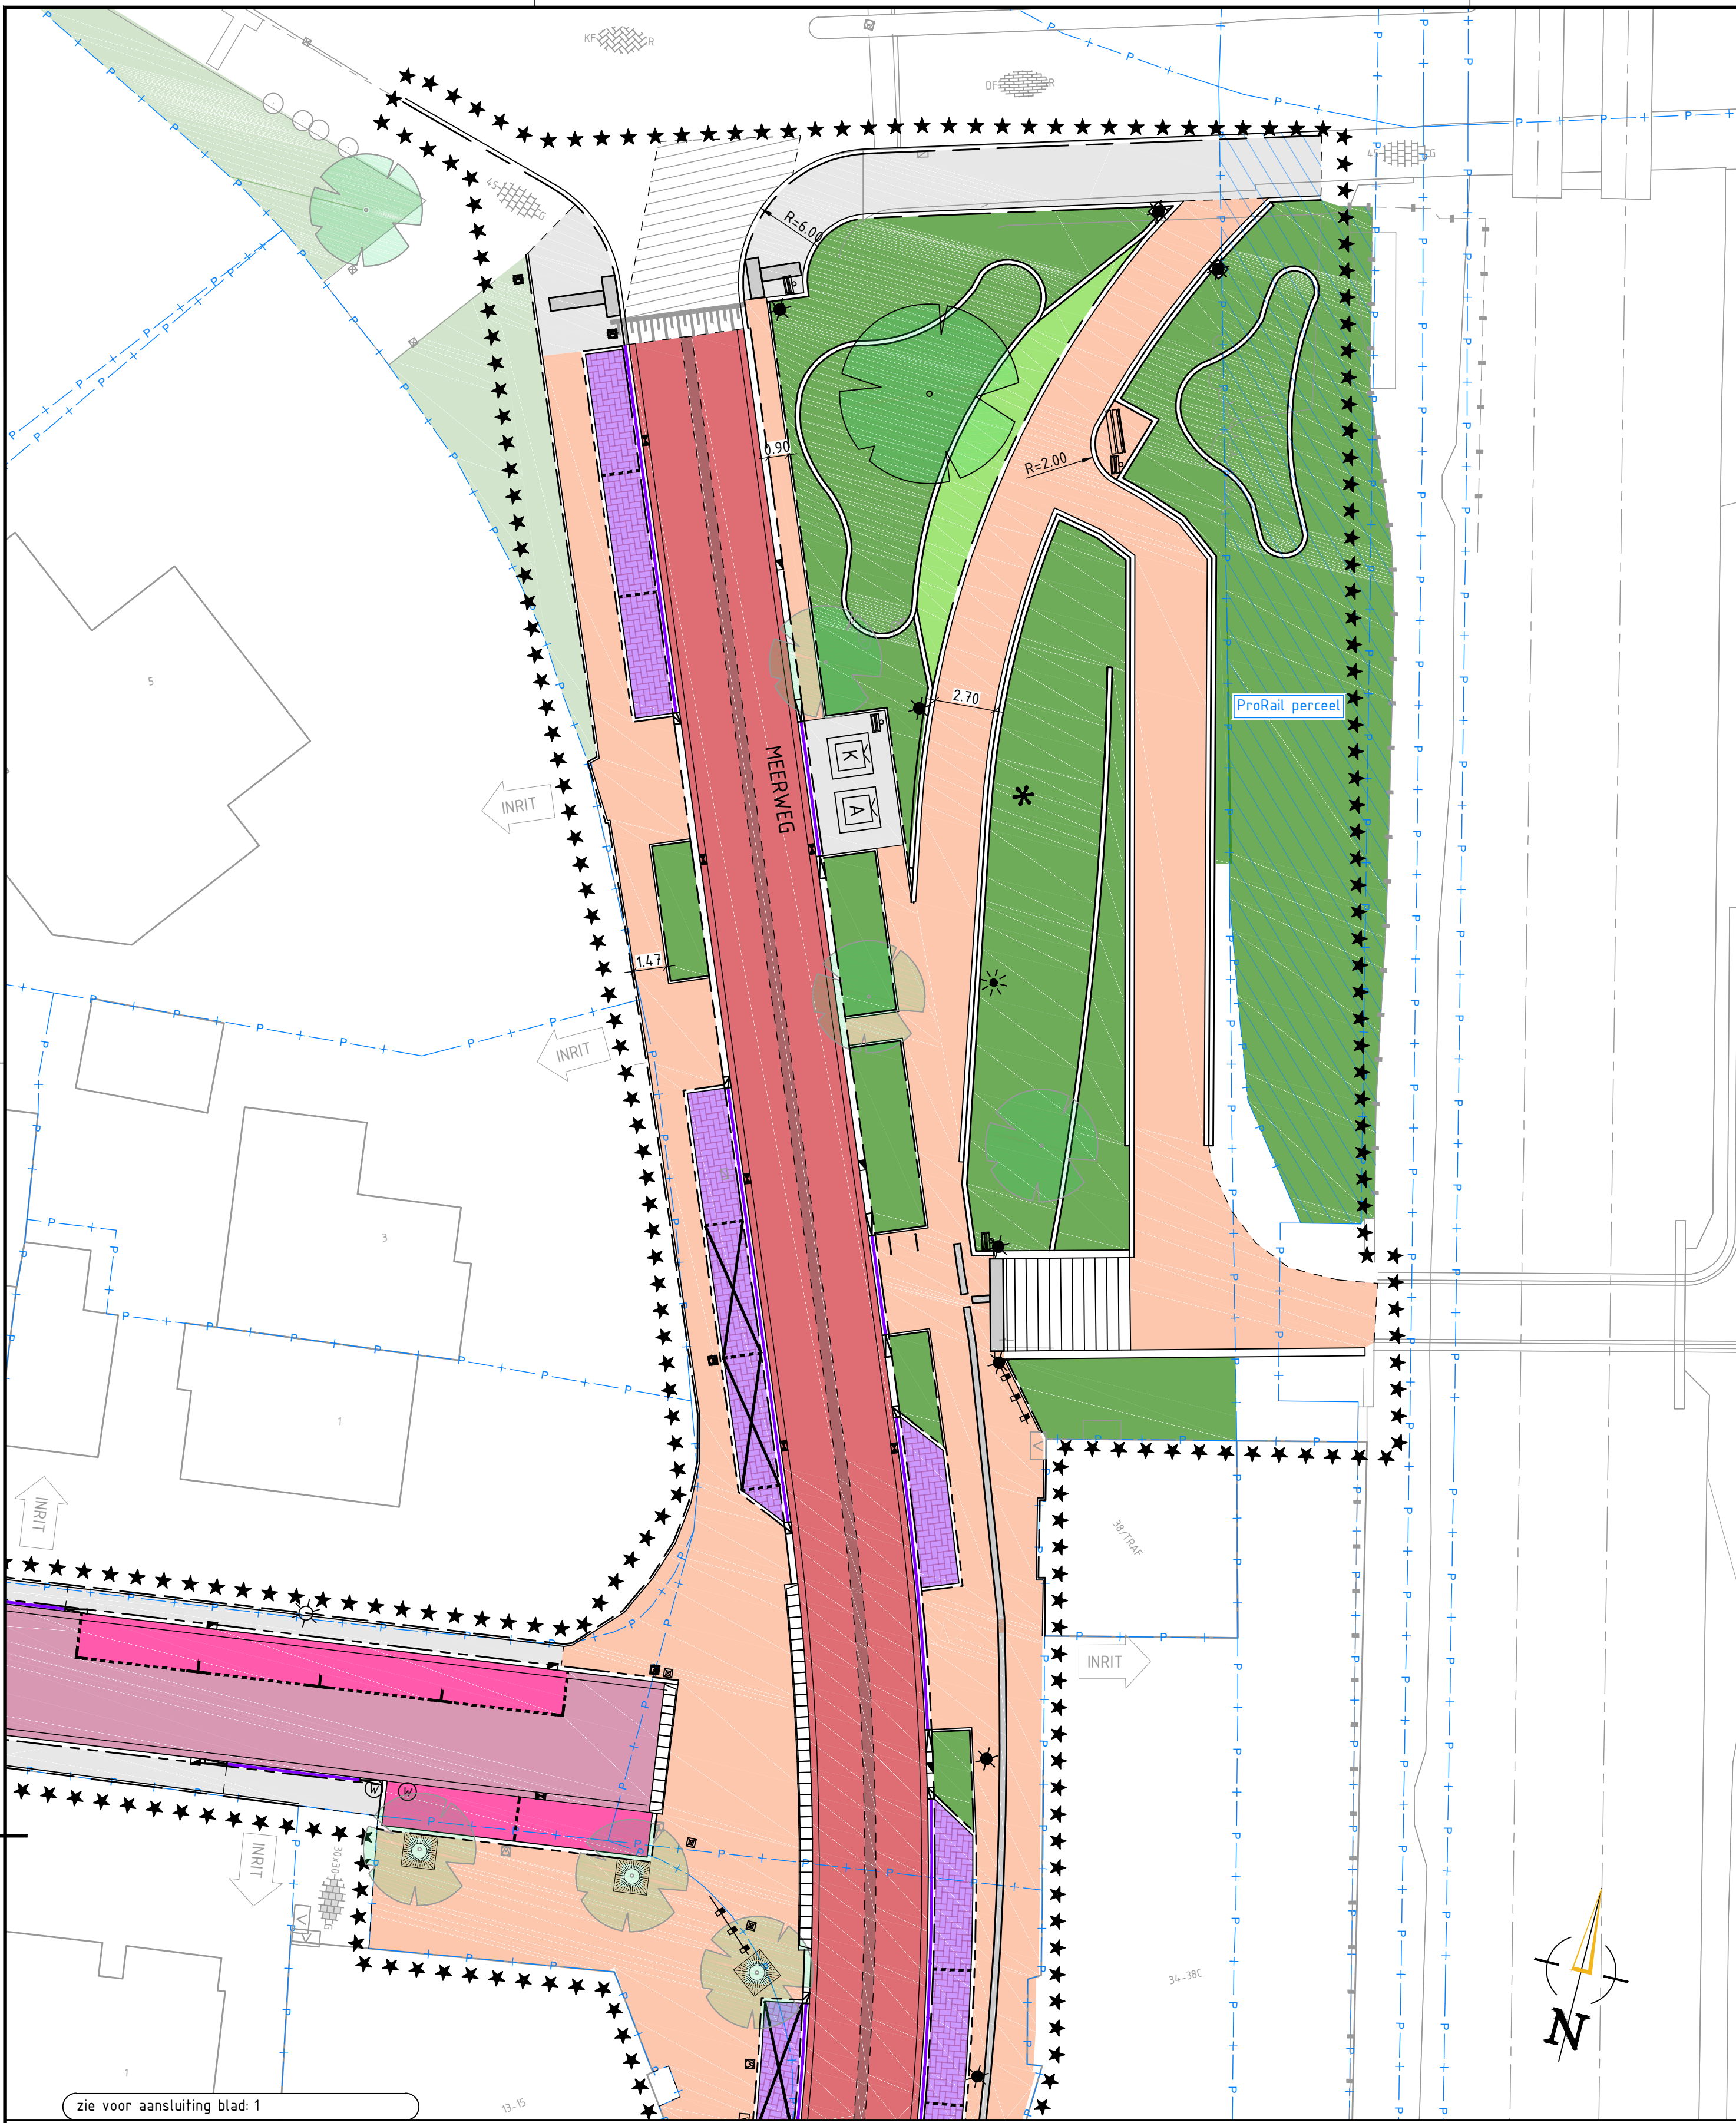 KF R
DF R
45 G
45 G
R=6.00
0.90
R=2.00
2.70
ProRail perceel
MEERWEG
K
A
5
INRIT
1.47
INRIT
3
1
INRIT
38/TRAF
INRIT
W W
INRIT
30x30
G
34-38C
N
1
13-15
zie voor aansluiting blad: 1